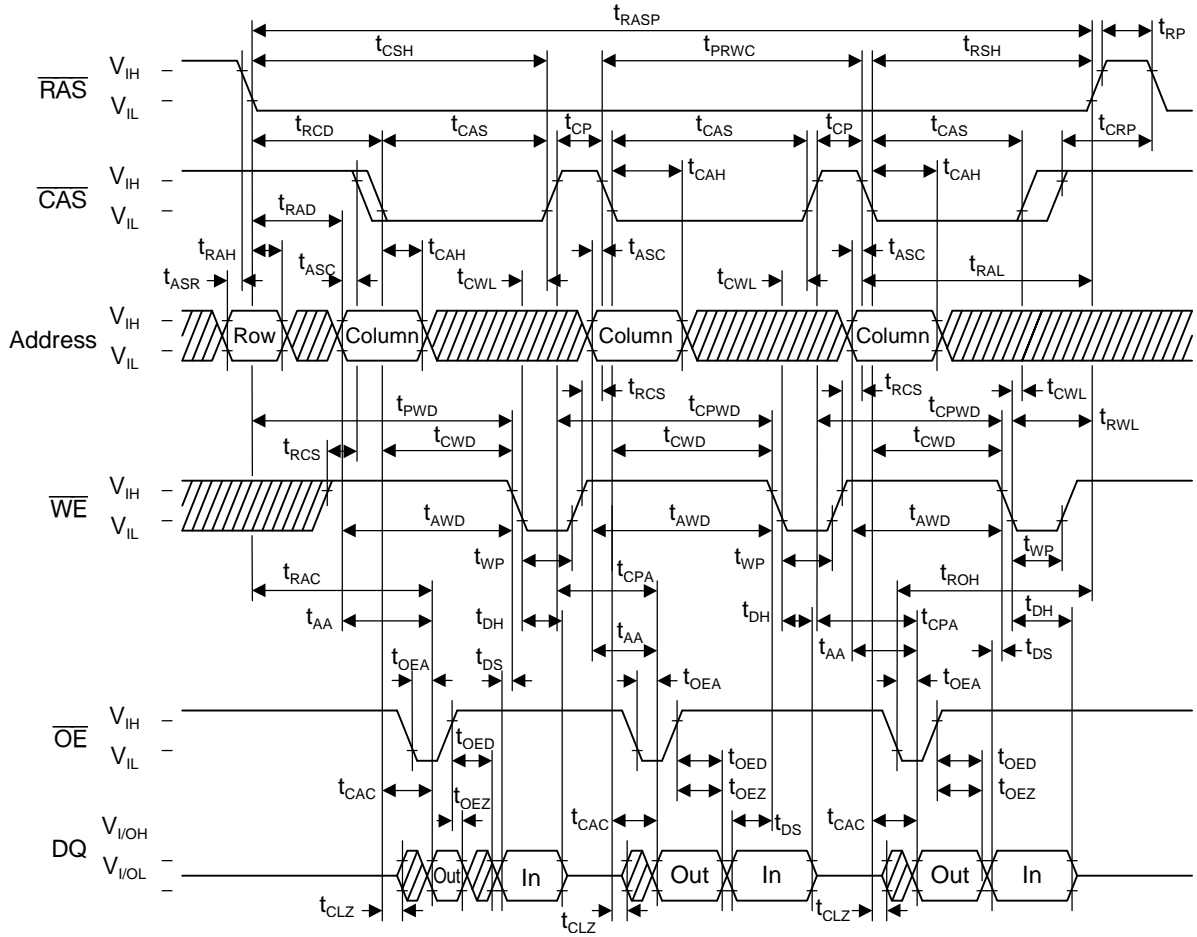 tRASP
tCSH tPRWC tRSH tRP
RAS VIH
VIL
tRCD tCAS tCP tCAS tCP tCAS tCRP
CAS VIH
VIL
tCAH tCAH
tRAD
tRAH tASC tCAH tASC tASC
tASR tCWL tCWL tRAL
Address VIH
VIL
Row Column Column Column
tRCS tRCS tCWL
tPWD tCPWD tCPWD
tRCS tCWD tCWD tCWD tRWL
WE VIH
VIL
tAWD tAWD tAWD
tWP tWP tWP
tRAC tCPA tROH
tAA tDH tDH tCPA tDH
tAA tAA
tOEA tDS tOEA tOEA tDS
OE VIH
VIL
tOED tOED tOED
tCAC tOEZ tOEZ tOEZ
tCAC tDS tCAC
DQ VI/OH
VI/OL
Out In Out In Out In
tCLZ tCLZ tCLZ